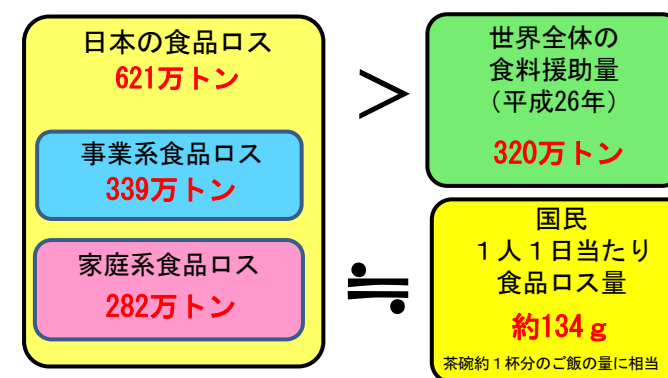 日本の食品ロス
621万トン
事業系食品ロス
339万トン
家庭系食品ロス
282万トン
>
世界全体の
食料援助量
（平成26年）
320万トン
≒
国民
１人１日当たり
食品ロス量
約134ｇ
茶碗約１杯分のご飯の量に相当